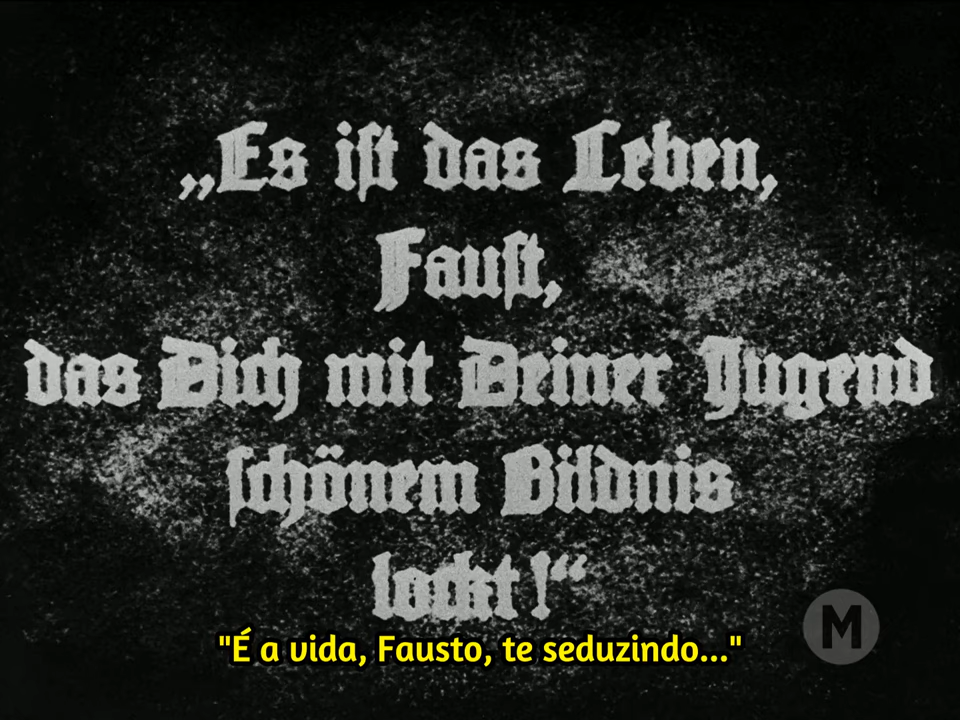 „Es iſt das Leben,
Fauſt,
das Dich mit Deiner Jugend
ſchönem Bildnis
lockt!“
"É a vida, Fausto, te seduzindo..."
M